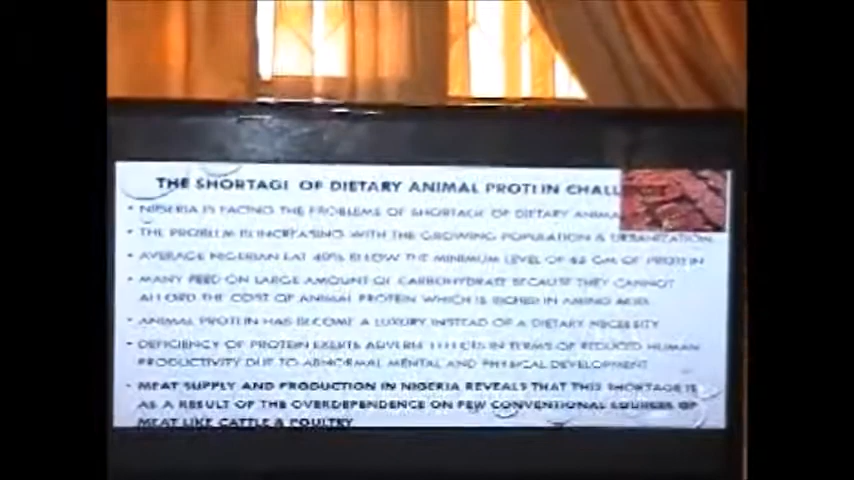 THE SHORTAGE OF DIETARY ANIMAL PROTEIN CHALL
• NIGERIA IS FACING THE PROBLEMS OF SHORTAGE OF DIETARY ANIMA
• THE PROBLEM IS INCREASING WITH THE GROWING POPULATION & URBANIZATION.
• AVERAGE NIGERIAN EAT 40% BELOW THE MINIMUM LEVEL OF GM OF PROTEIN
• MANY FEED ON LARGE AMOUNT OF CARBOHYDRATE BECAUSE THEY CANNOT
AFFORD THE COST OF ANIMAL PROTEIN WHICH IS RICHED IN AMINO ACID.
• ANIMAL PROTEIN HAS BECOME A LUXURY INSTEAD OF A DIETARY NECESSITY
• DEFICIENCY OF PROTEIN EXERTS ADVERSE EFFECTS IN TERMS OF REDUCED HUMAN
PRODUCTIVITY DUE TO ABNORMAL MENTAL AND PHYSICAL DEVELOPMENT
• MEAT SUPPLY AND PRODUCTION IN NIGERIA REVEALS THAT THIS SHORTAGE IS
AS A RESULT OF THE OVERDEPENDENCE ON FEW CONVENTIONAL SOURCES OF
MEAT LIKE CATTLE & POULTRY